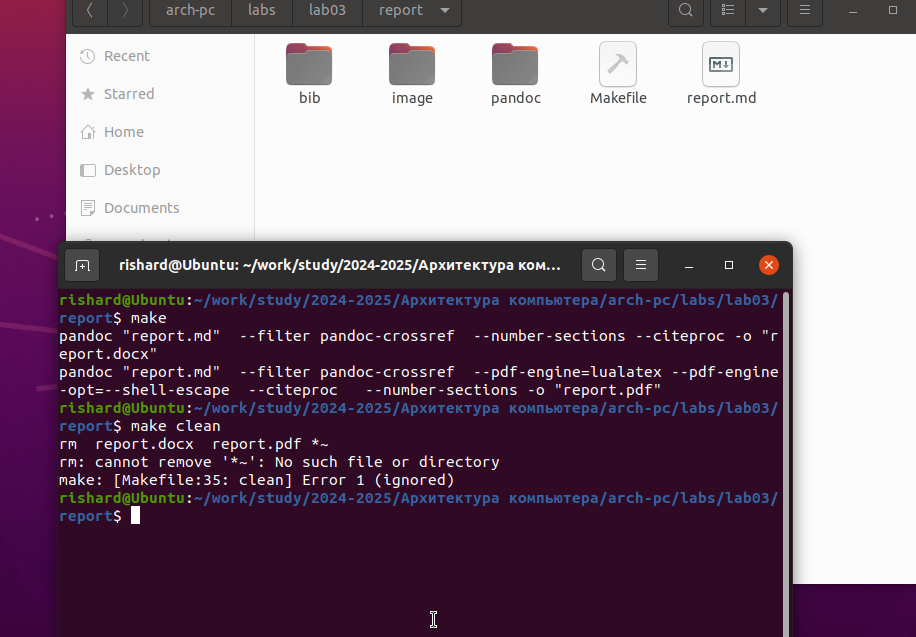 arch-pc labs lab03 report
Recent
Starred
Home
Desktop
Documents
bib image pandoc Makefile report.md
rishard@Ubuntu: ~/work/study/2024-2025/Архитектура ком...
rishard@Ubuntu:~/work/study/2024-2025/Архитектура компьютера/arch-pc/labs/lab03/
report$ make
pandoc "report.md"  --filter pandoc-crossref  --number-sections --citeproc -o "r
eport.docx"
pandoc "report.md"  --filter pandoc-crossref  --pdf-engine=lualatex --pdf-engine
-opt=--shell-escape  --citeproc   --number-sections -o "report.pdf"
rishard@Ubuntu:~/work/study/2024-2025/Архитектура компьютера/arch-pc/labs/lab03/
report$ make clean
rm  report.docx  report.pdf *~
rm: cannot remove '*~': No such file or directory
make: [Makefile:35: clean] Error 1 (ignored)
rishard@Ubuntu:~/work/study/2024-2025/Архитектура компьютера/arch-pc/labs/lab03/
report$